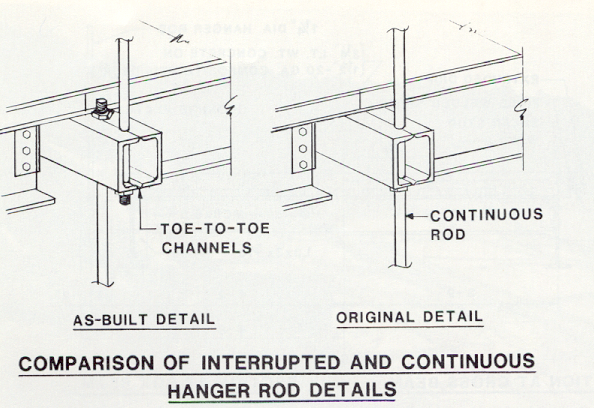 TOE-TO-TOE
CHANNELS
CONTINUOUS
ROD
AS-BUILT DETAIL
ORIGINAL DETAIL
COMPARISON OF INTERRUPTED AND CONTINUOUS
HANGER ROD DETAILS